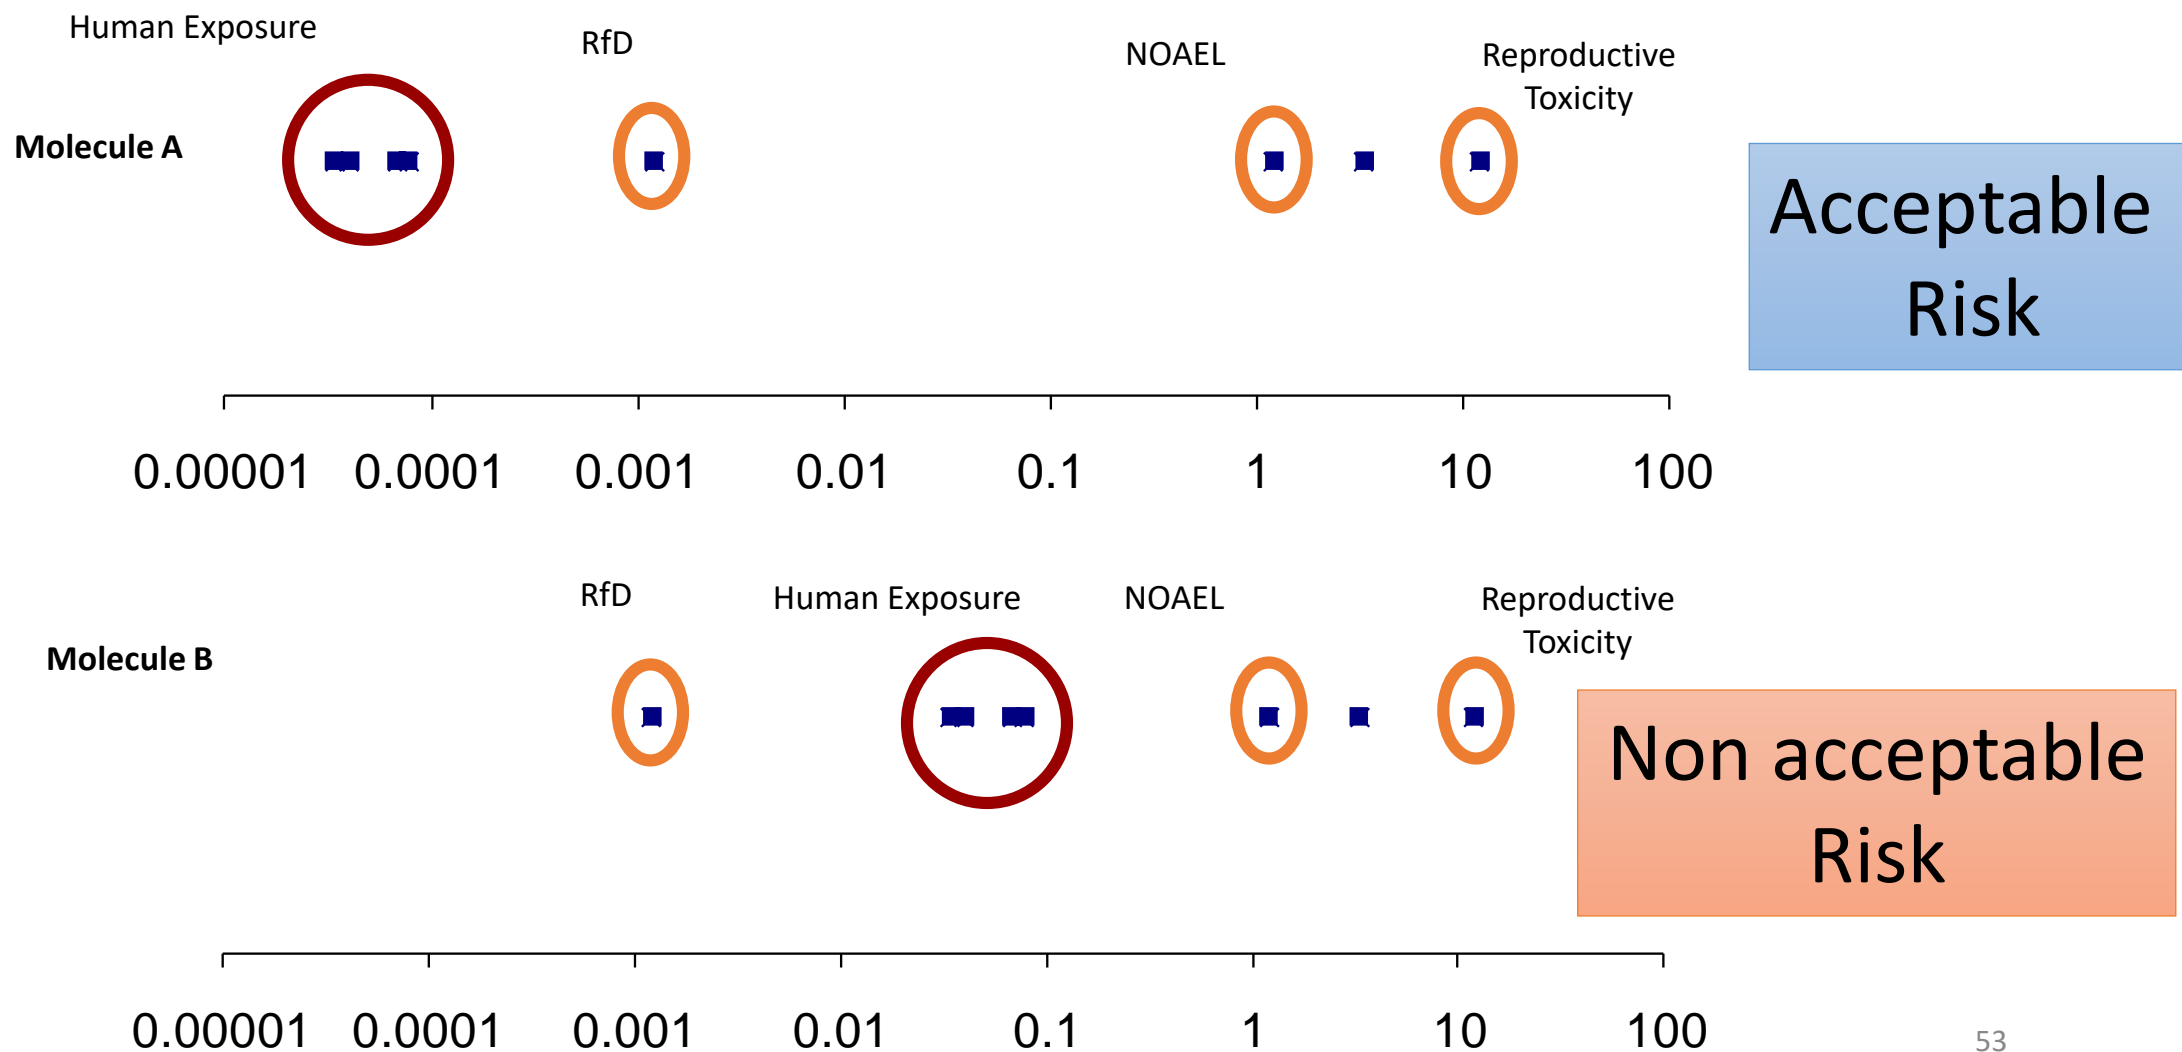 Human Exposure
RfD
NOAEL
Reproductive
Toxicity
Molecule A
Acceptable
Risk
0.00001 0.0001 0.001 0.01 0.1 1 10 100
RfD
Human Exposure
NOAEL
Reproductive
Toxicity
Molecule B
Non acceptable
Risk
0.00001 0.0001 0.001 0.01 0.1 1 10 100
53